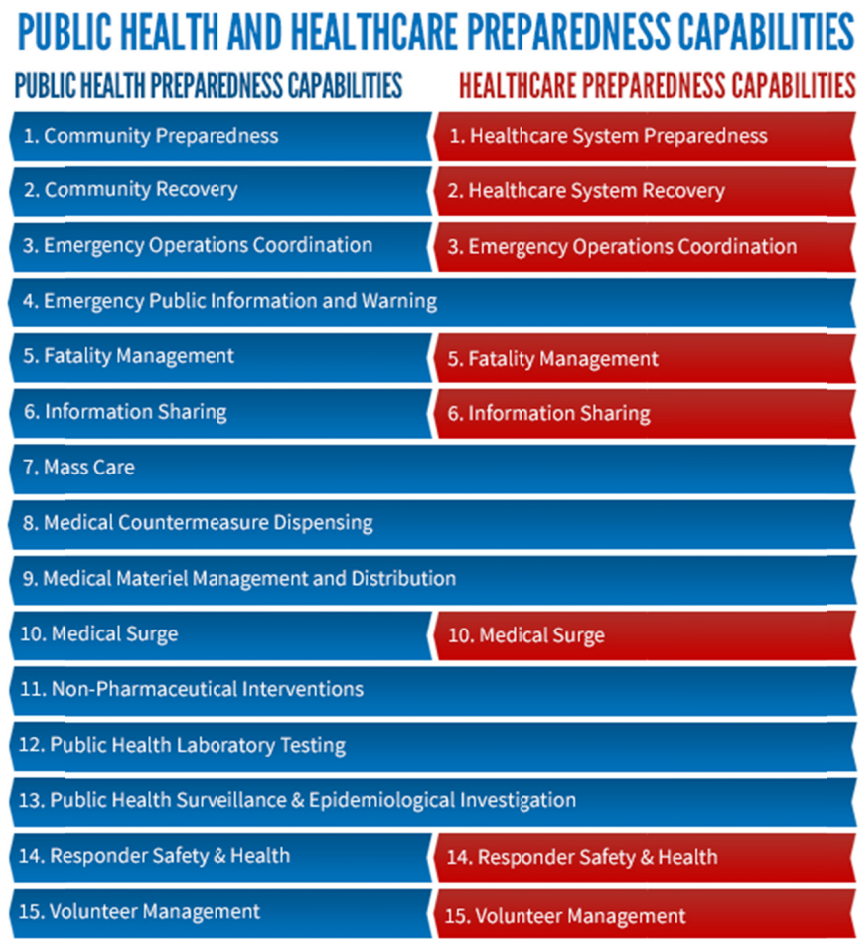 PUBLIC HEALTH AND HEALTHCARE PREPAREDNESS CAPABILITIES
PUBLIC HEALTH PREPAREDNESS CAPABILITIES
HEALTHCARE PREPAREDNESS CAPABILITIES
1. Community Preparedness
1. Healthcare System Preparedness
2. Community Recovery
2. Healthcare System Recovery
3. Emergency Operations Coordination
3. Emergency Operations Coordination
4. Emergency Public Information and Warning
5. Fatality Management
5. Fatality Management
6. Information Sharing
6. Information Sharing
7. Mass Care
8. Medical Countermeasure Dispensing
9. Medical Materiel Management and Distribution
10. Medical Surge
10. Medical Surge
11. Non-Pharmaceutical Interventions
12. Public Health Laboratory Testing
13. Public Health Surveillance & Epidemiological Investigation
14. Responder Safety & Health
14. Responder Safety & Health
15. Volunteer Management
15. Volunteer Management